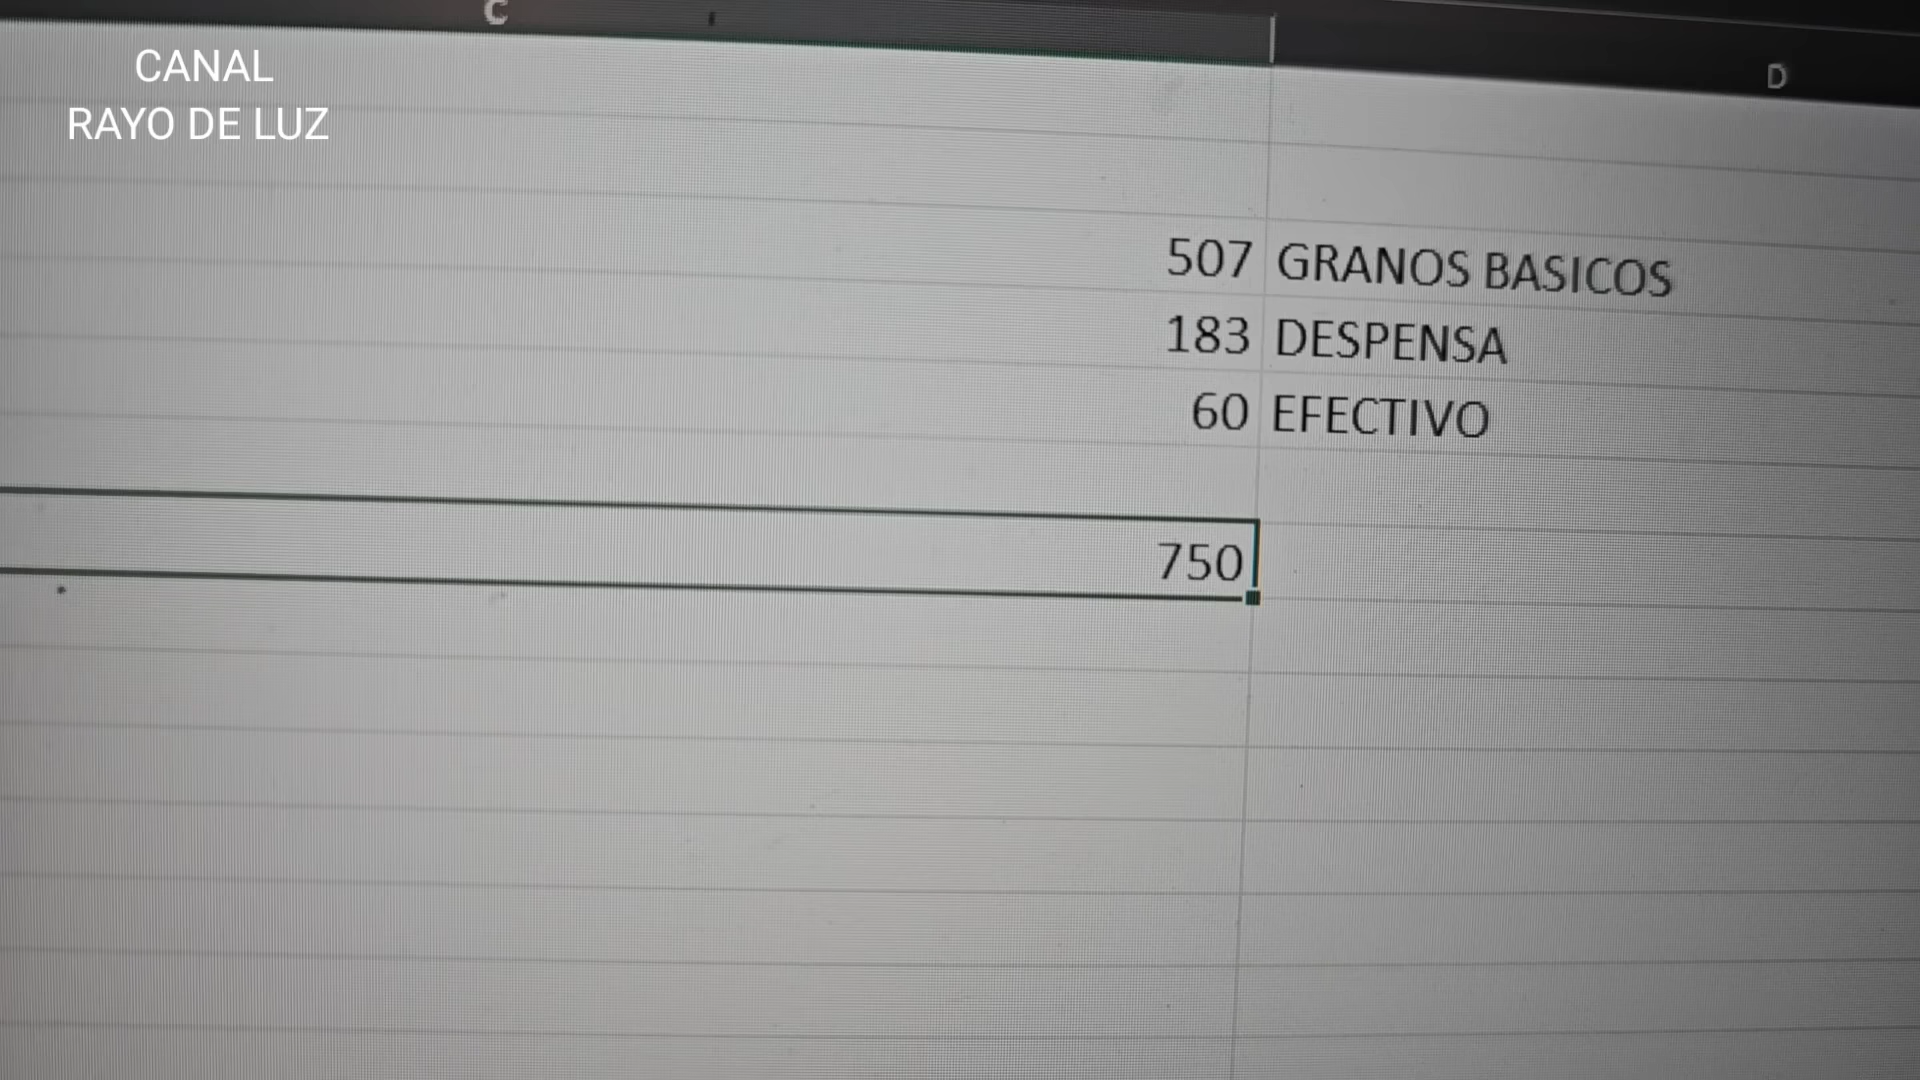 C
D
CANAL
RAYO DE LUZ
507 GRANOS BASICOS
183 DESPENSA
60 EFECTIVO
750